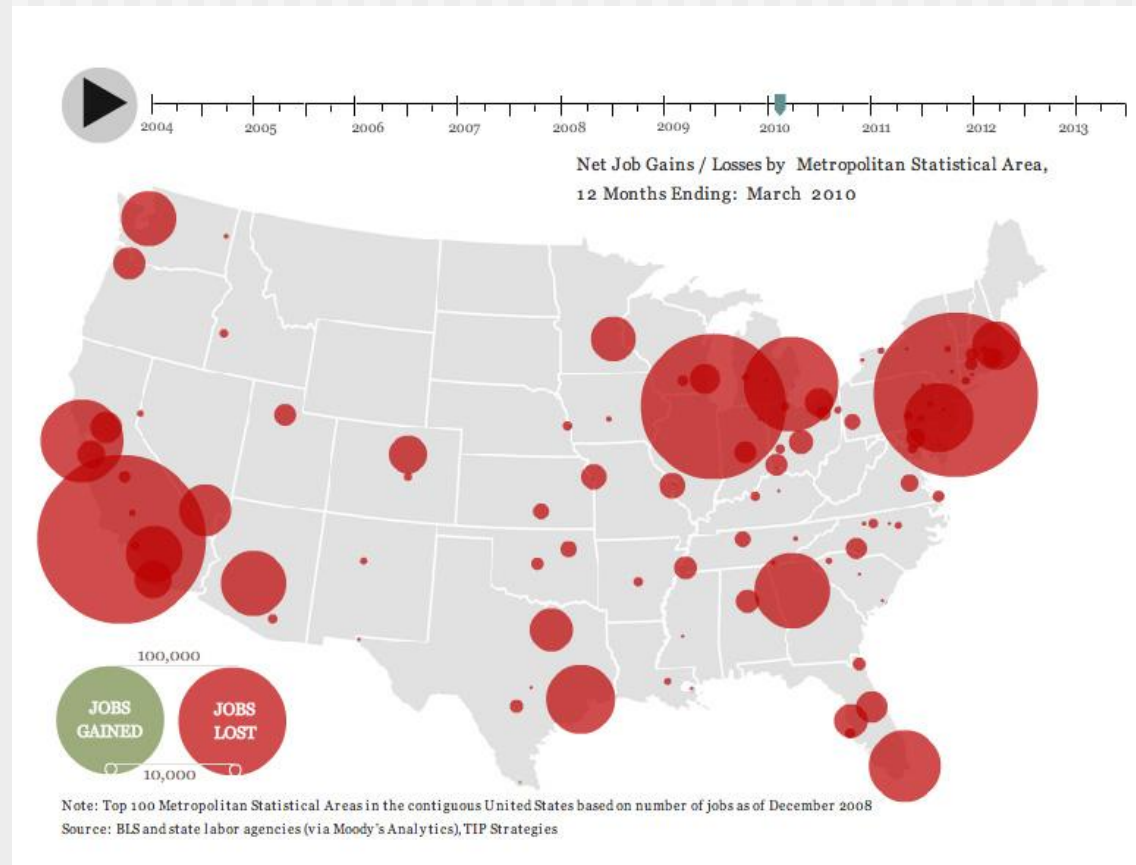 2004 2005 2006 2007 2008 2009 2010 2011 2012 2013
Net Job Gains / Losses by Metropolitan Statistical Area,
12 Months Ending: March 2010
100,000
JOBS
GAINED
JOBS
LOST
10,000
Note: Top 100 Metropolitan Statistical Areas in the contiguous United States based on number of jobs as of December 2008
Source: BLS and state labor agencies (via Moody's Analytics), TIP Strategies